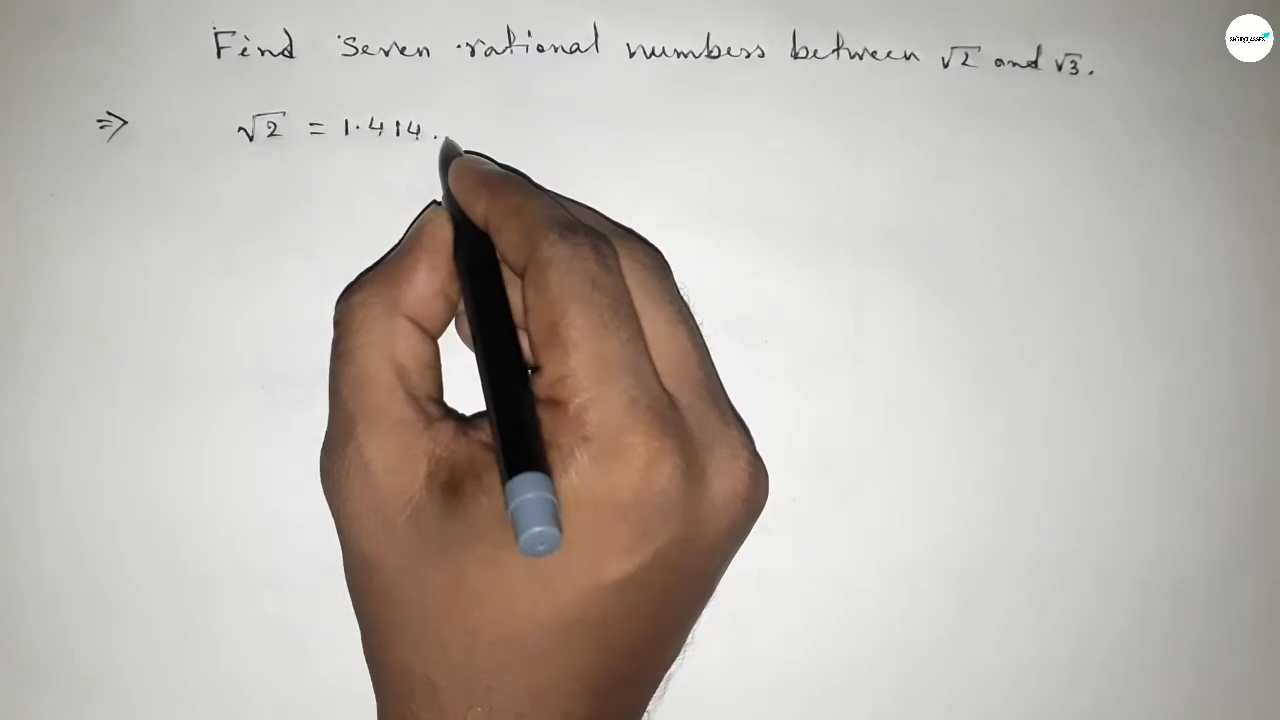 Find seven rational numbers between √2 and √3.
⇒ √2 = 1.414.